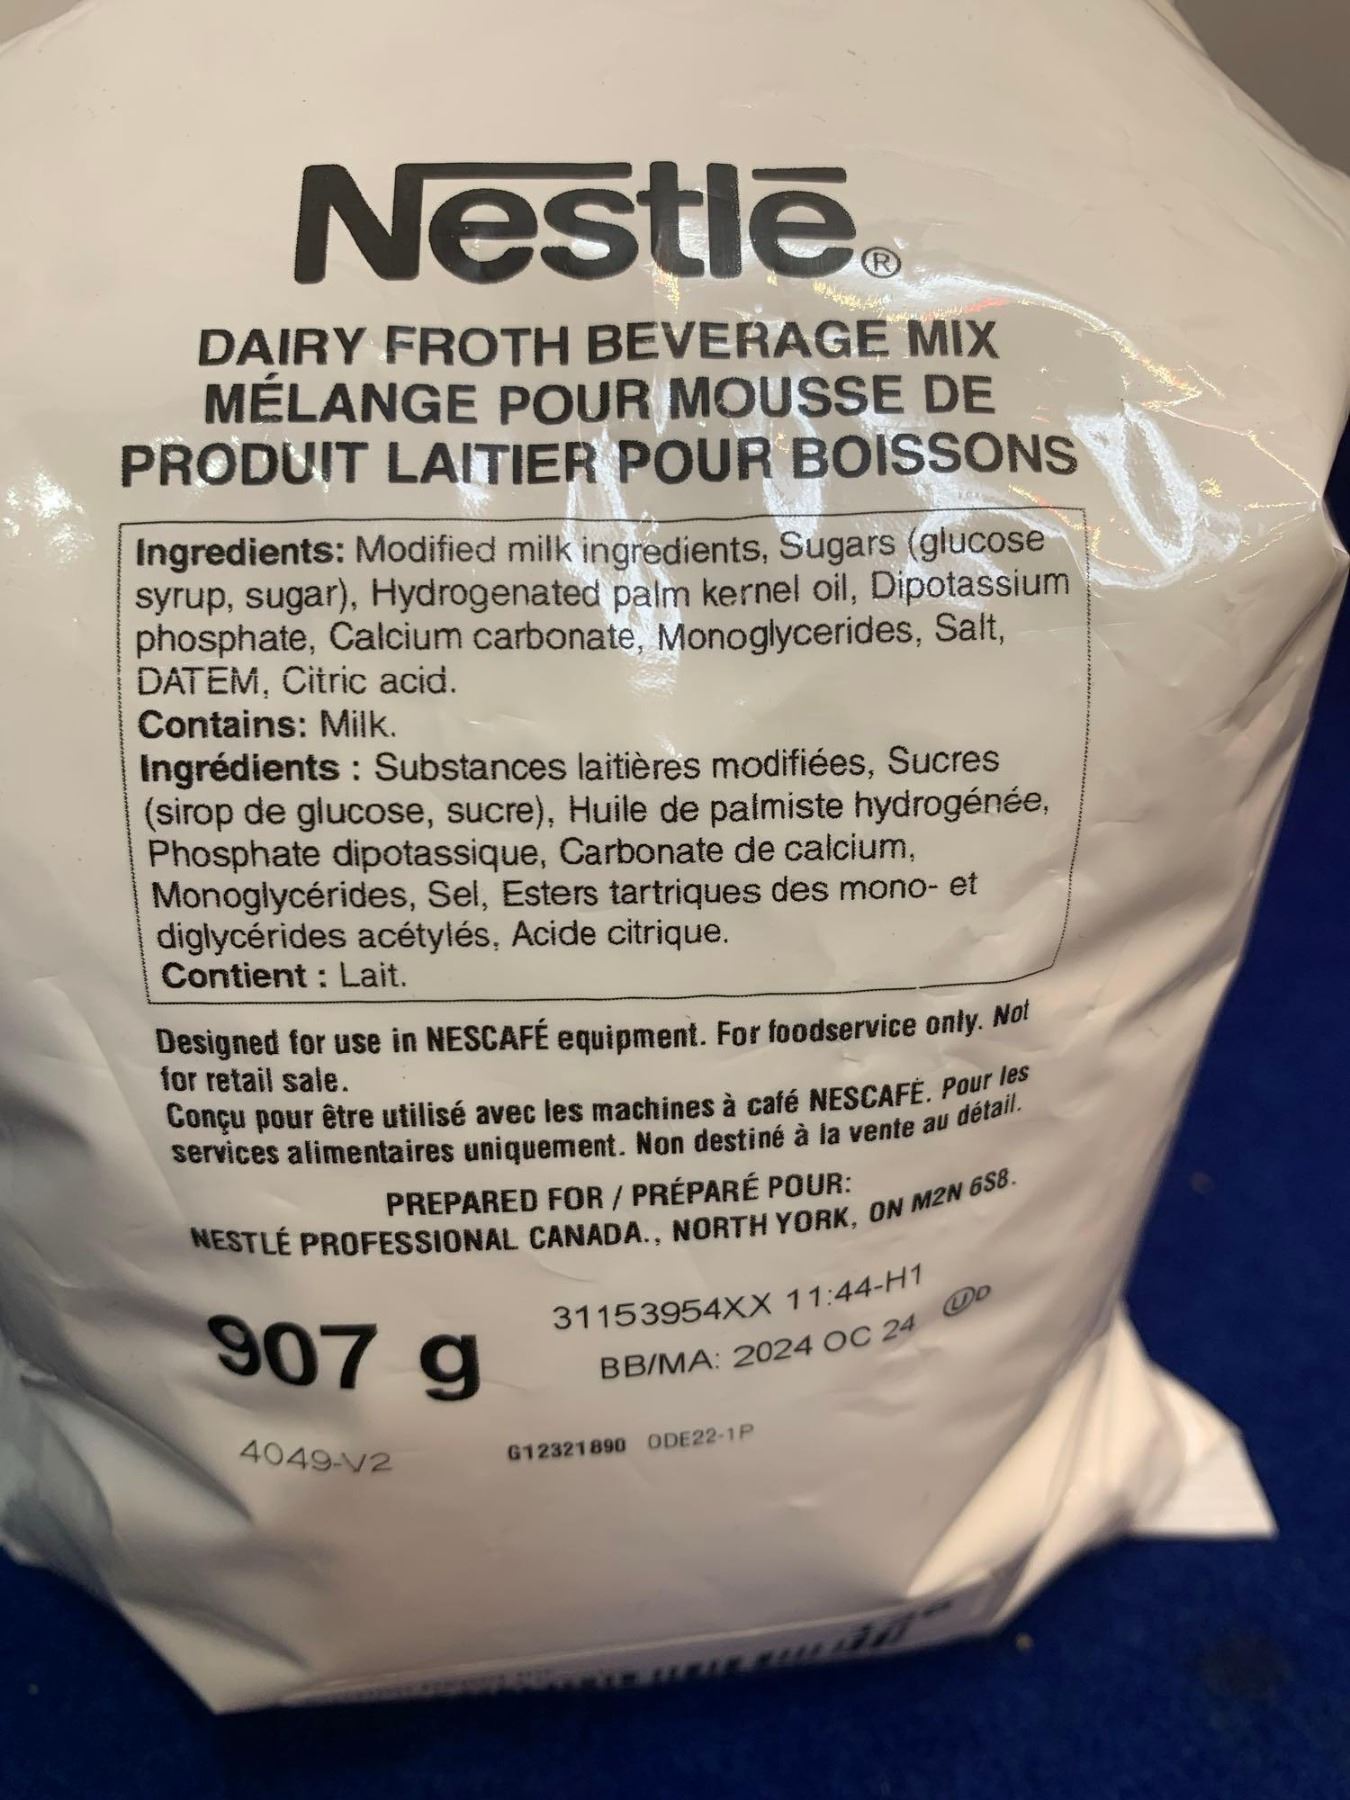 Nestlē®
DAIRY FROTH BEVERAGE MIX
MÉLANGE POUR MOUSSE DE
PRODUIT LAITIER POUR BOISSONS
Ingredients: Modified milk ingredients, Sugars (glucose
syrup, sugar), Hydrogenated palm kernel oil, Dipotassium
phosphate, Calcium carbonate, Monoglycerides, Salt,
DATEM, Citric acid.
Contains: Milk.
Ingrédients : Substances laitières modifiées, Sucres
(sirop de glucose, sucre), Huile de palmiste hydrogénée,
Phosphate dipotassique, Carbonate de calcium,
Monoglycérides, Sel, Esters tartriques des mono- et
diglycérides acétylés, Acide citrique.
Contient : Lait.
Designed for use in NESCAFÉ equipment. For foodservice only. Not
for retail sale.
Conçu pour être utilisé avec les machines à café NESCAFÉ. Pour les
services alimentaires uniquement. Non destiné à la vente au détail.
PREPARED FOR / PRÉPARÉ POUR:
NESTLÉ PROFESSIONAL CANADA., NORTH YORK, ON M2N 6S8.
907 g
31153954XX 11:44-H1
BB/MA: 2024 OC 24
UD
4049-V2
G12321890 ODE22-1P